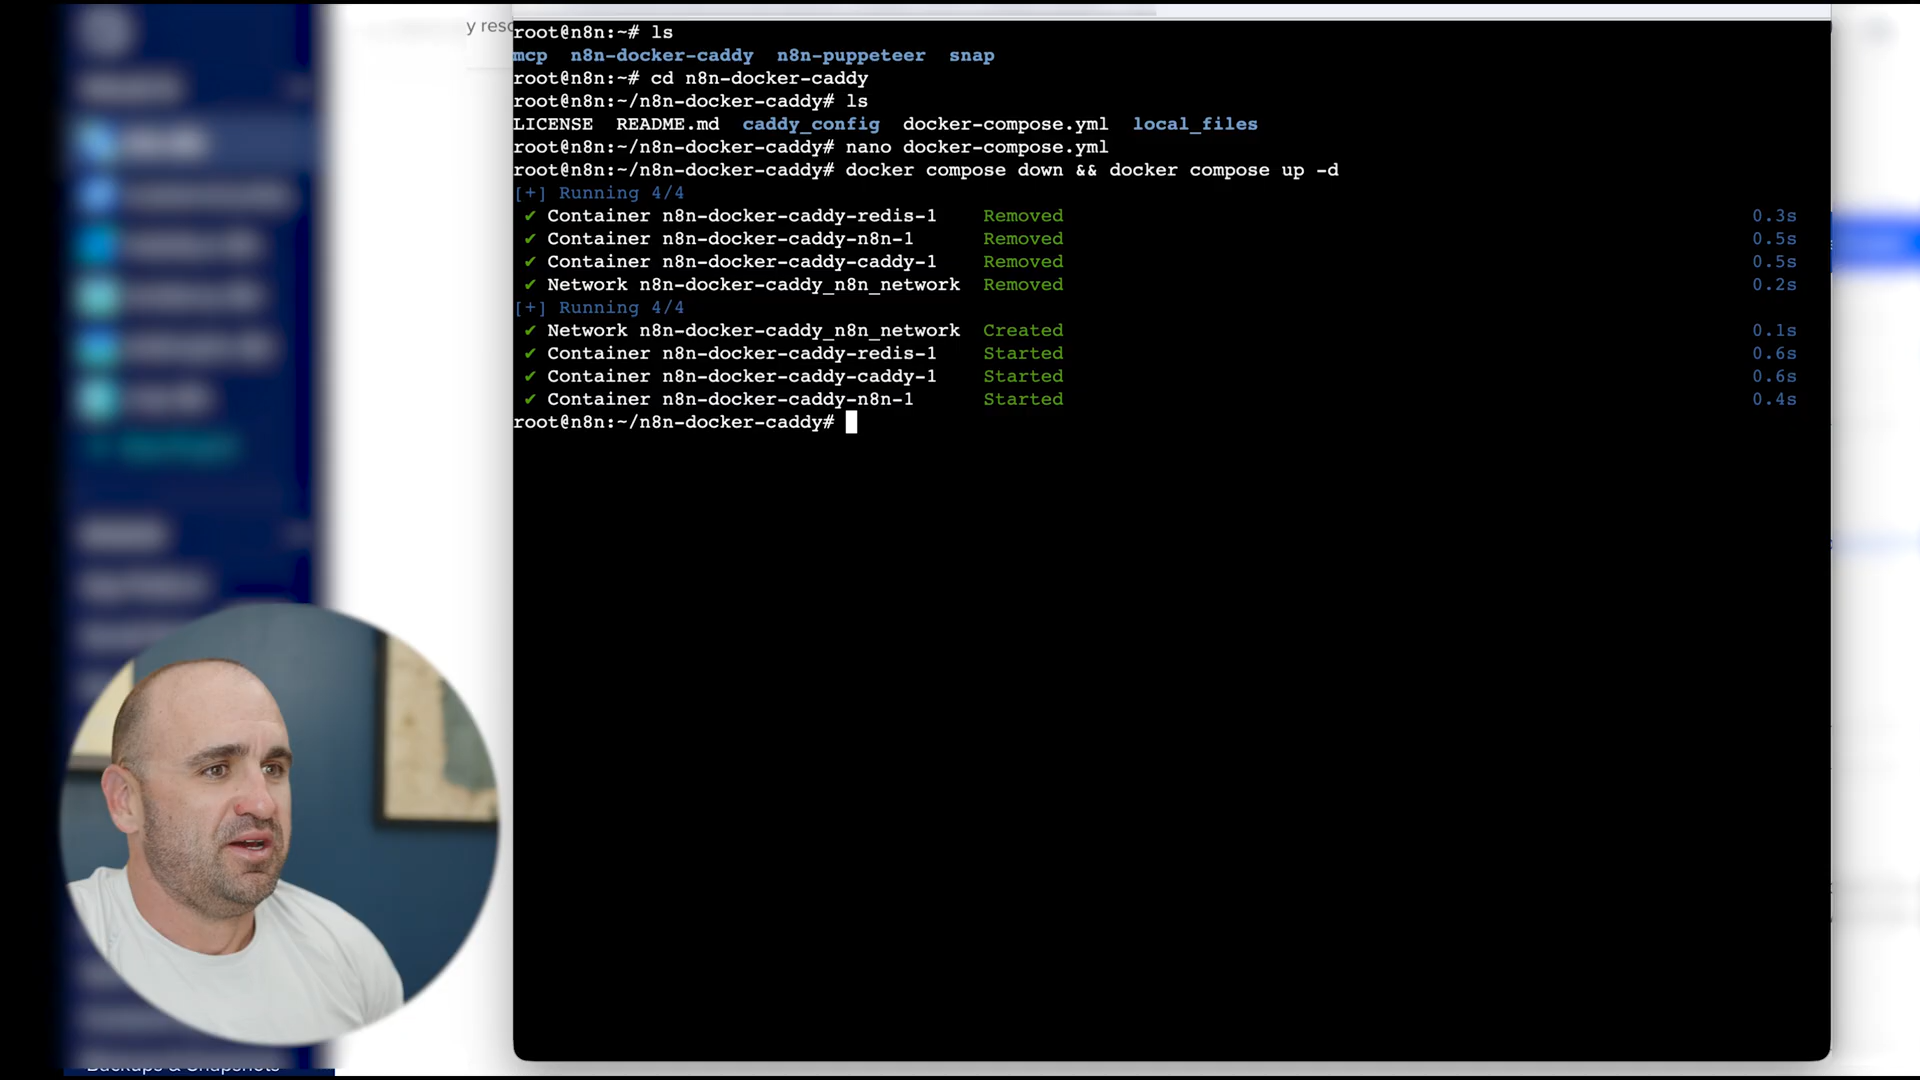 y reso
root@n8n:~# ls
mcp n8n-docker-caddy n8n-puppeteer snap
root@n8n:~# cd n8n-docker-caddy
root@n8n:~/n8n-docker-caddy# ls
LICENSE README.md caddy_config docker-compose.yml local_files
root@n8n:~/n8n-docker-caddy# nano docker-compose.yml
root@n8n:~/n8n-docker-caddy# docker compose down && docker compose up -d
[+] Running 4/4
✔ Container n8n-docker-caddy-redis-1 Removed 0.3s
✔ Container n8n-docker-caddy-n8n-1 Removed 0.5s
✔ Container n8n-docker-caddy-caddy-1 Removed 0.5s
✔ Network n8n-docker-caddy_n8n_network Removed 0.2s
[+] Running 4/4
✔ Network n8n-docker-caddy_n8n_network Created 0.1s
✔ Container n8n-docker-caddy-redis-1 Started 0.6s
✔ Container n8n-docker-caddy-caddy-1 Started 0.6s
✔ Container n8n-docker-caddy-n8n-1 Started 0.4s
root@n8n:~/n8n-docker-caddy#
Backups & Snapshots